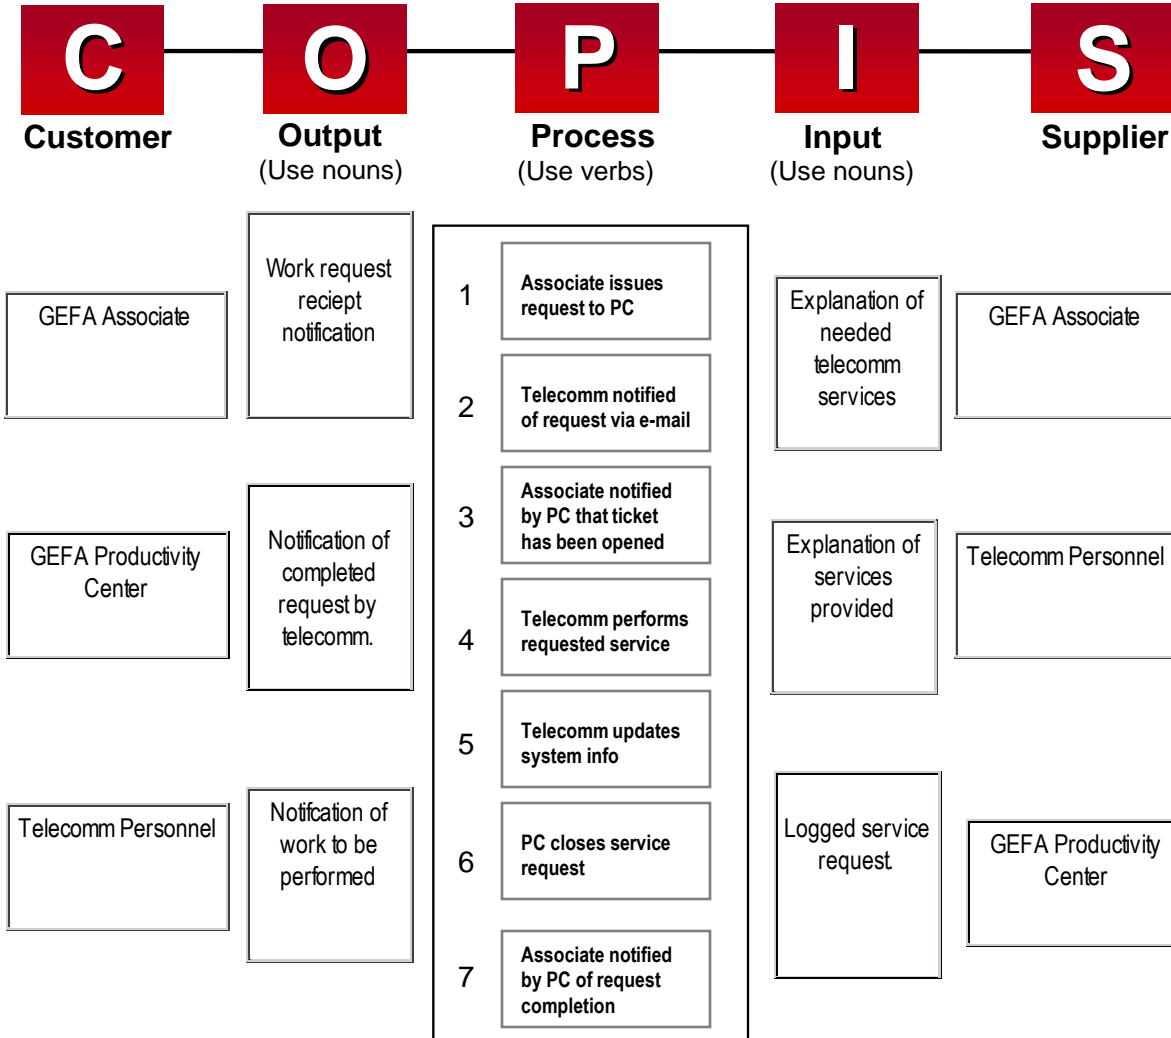 C
O
P
I
S
Customer
Output
(Use nouns)
Process
(Use verbs)
Input
(Use nouns)
Supplier
GEFA Associate
GEFA Productivity
Center
Telecomm Personnel
Work request
reciept
notification
Notification of
completed
request by
telecomm.
Notifcation of
work to be
performed
1
Associate issues
request to PC
2
Telecomm notified
of request via e-mail
3
Associate notified
by PC that ticket
has been opened
4
Telecomm performs
requested service
5
Telecomm updates
system info
6
PC closes service
request
7
Associate notified
by PC of request
completion
Explanation of
needed
telecomm
services
Explanation of
services
provided
Logged service
request.
GEFA Associate
Telecomm Personnel
GEFA Productivity
Center